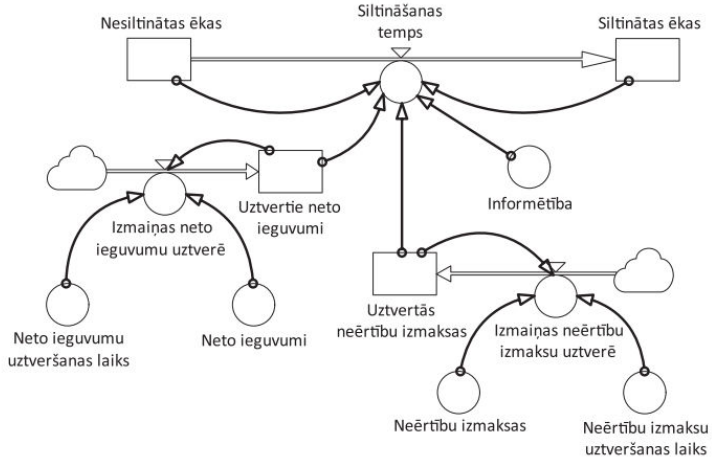 Nesiltinātas ēkas
Siltināšanas
temps
Siltinātas ēkas
Uztvertie neto
ieguvumi
Informētība
Izmaiņas neto
ieguvumu uztverē
Neto ieguvumu
uztveršanas laiks
Neto ieguvumi
Uztvertās
neērtību izmaksas
Izmaiņas neērtību
izmaksu uztverē
Neērtību izmaksas
Neērtību izmaksu
uztveršanas laiks